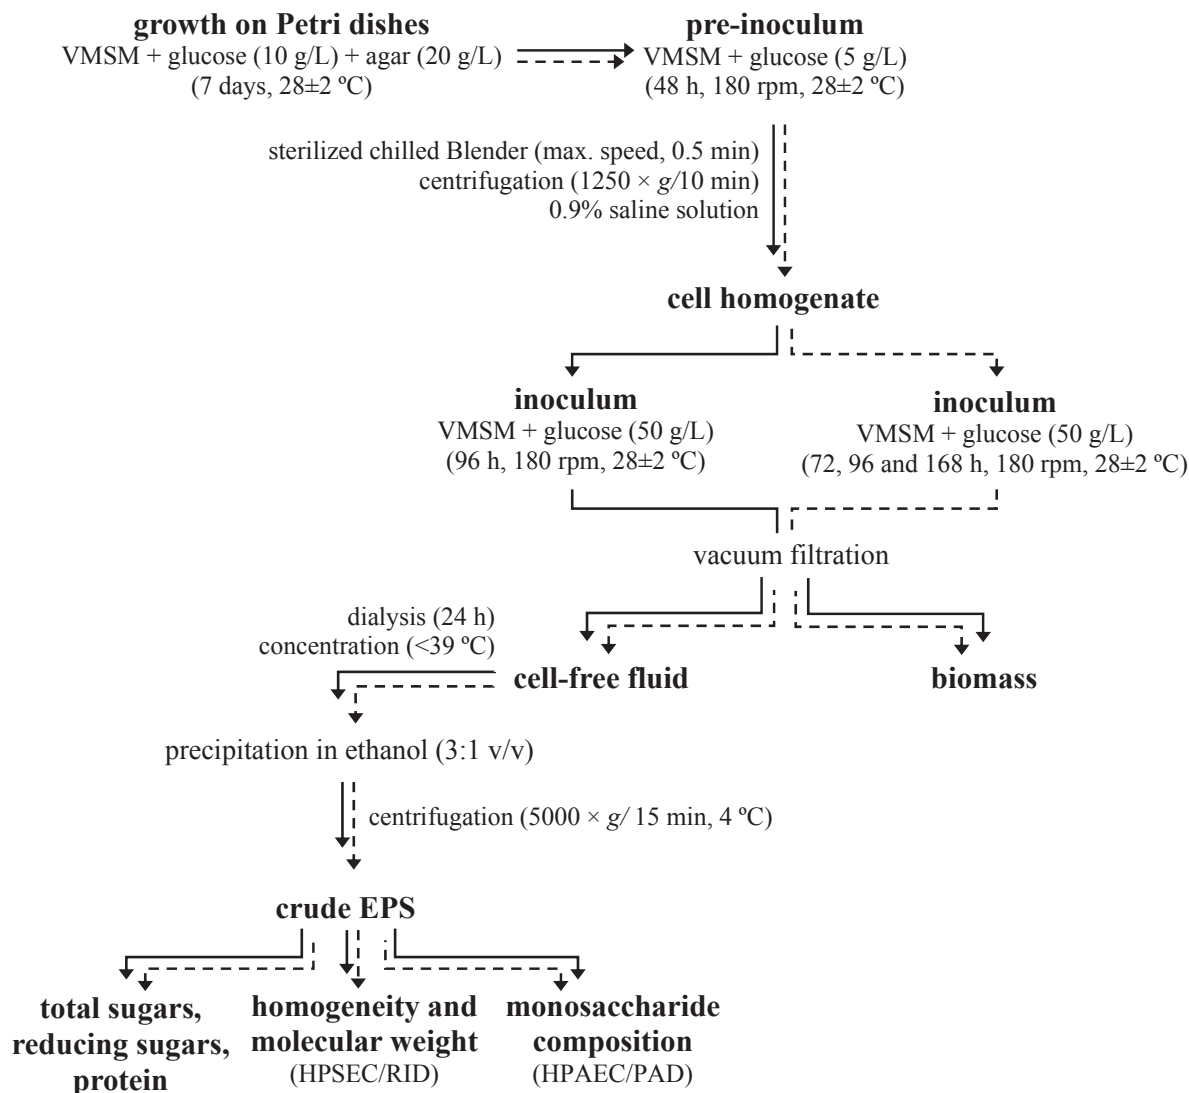 growth on Petri dishes
VMSM + glucose (10 g/L) + agar (20 g/L)
(7 days, 28±2 ºC)
pre-inoculum
VMSM + glucose (5 g/L)
(48 h, 180 rpm, 28±2 ºC)
sterilized chilled Blender (max. speed, 0.5 min)
centrifugation (1250 × g/10 min)
0.9% saline solution
cell homogenate
inoculum
VMSM + glucose (50 g/L)
(96 h, 180 rpm, 28±2 ºC)
inoculum
VMSM + glucose (50 g/L)
(72, 96 and 168 h, 180 rpm, 28±2 ºC)
vacuum filtration
dialysis (24 h)
concentration (<39 ºC)
cell-free fluid
biomass
precipitation in ethanol (3:1 v/v)
centrifugation (5000 × g/ 15 min, 4 ºC)
crude EPS
total sugars,
reducing sugars,
protein
homogeneity and
molecular weight
(HPSEC/RID)
monosaccharide
composition
(HPAEC/PAD)